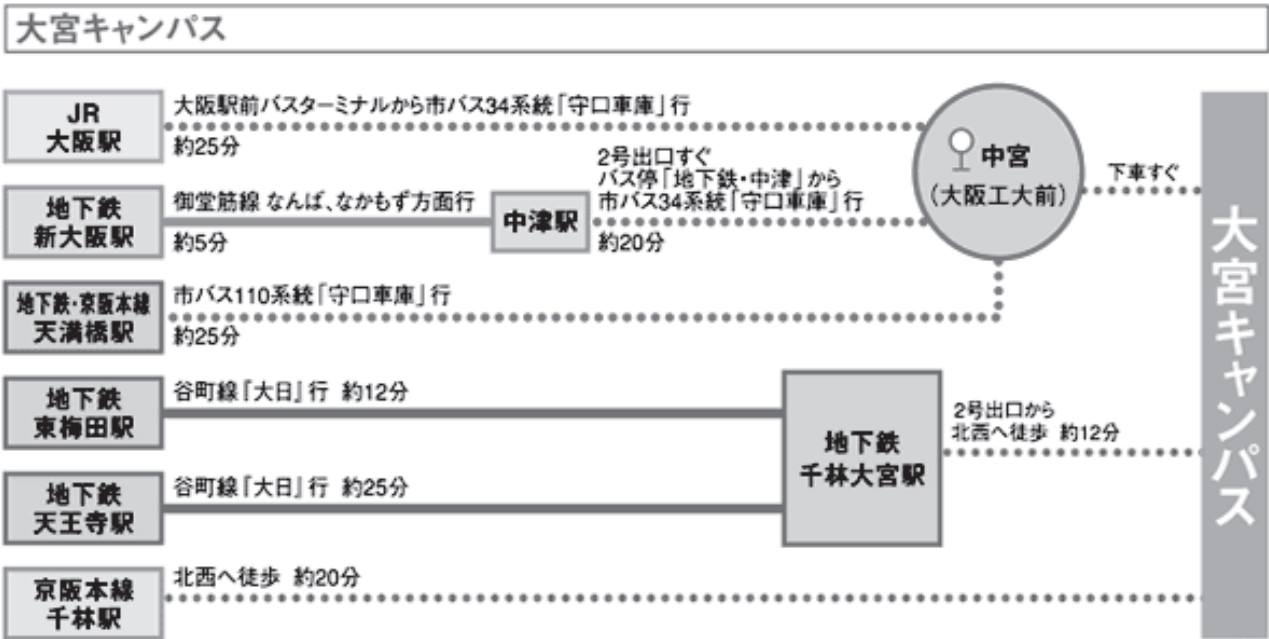 大宮キャンパス
JR
大阪駅
大阪駅前バスターミナルから市バス34系統「守口車庫」行
約25分
地下鉄
新大阪駅
御堂筋線 なんば、なかもず方面行
約5分
中津駅
2号出口すぐ
バス停「地下鉄・中津」から
市バス34系統「守口車庫」行
約20分
中宮
(大阪工大前)
下車すぐ
地下鉄・京阪本線
天満橋駅
市バス110系統「守口車庫」行
約25分
地下鉄
東梅田駅
谷町線『大日』行 約12分
地下鉄
天王寺駅
谷町線「大日」行 約25分
地下鉄
千林大宮駅
2号出口から
北西へ徒歩 約12分
京阪本線
千林駅
北西へ徒歩 約20分
大宮キャンパス